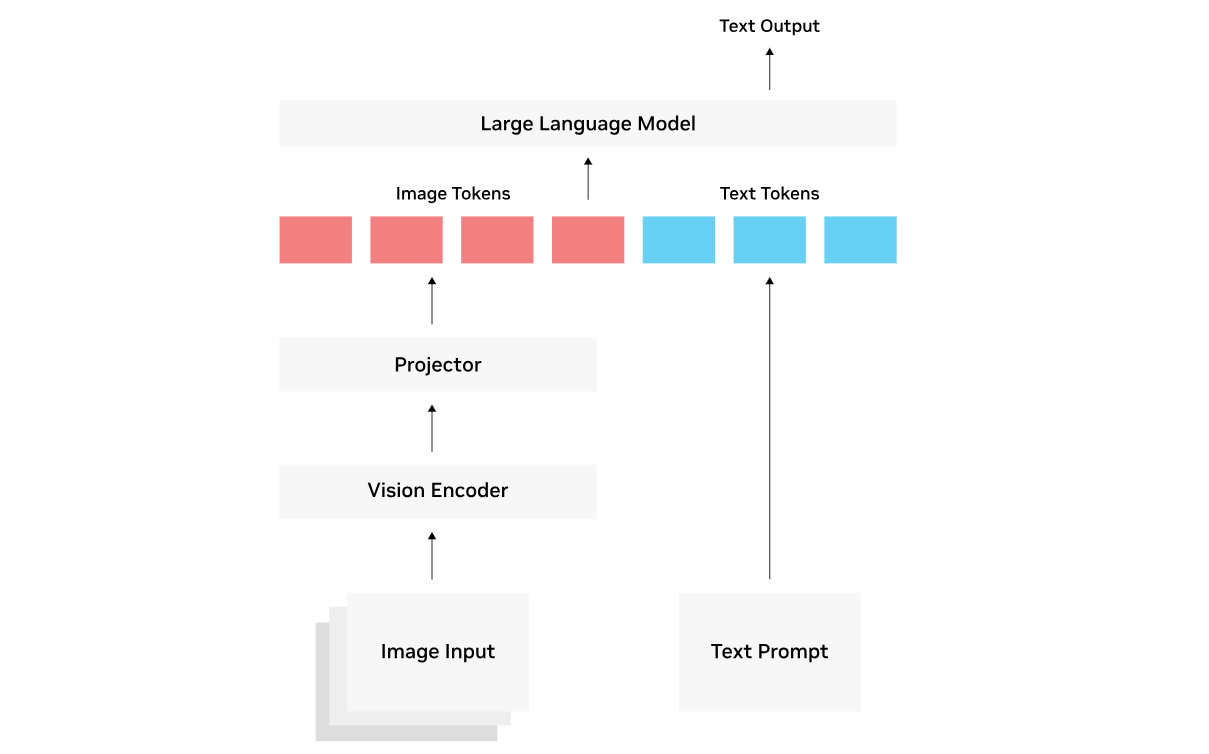 Text Output
Large Language Model
Image Tokens
Text Tokens
Projector
Vision Encoder
Image Input
Text Prompt